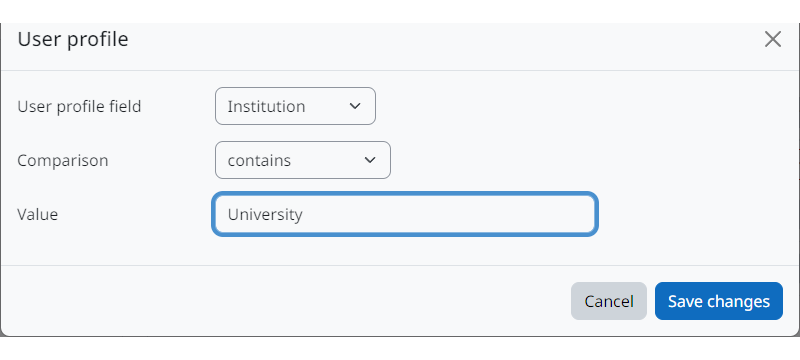 User profile
User profile field Institution
Comparison contains
Value University
Cancel Save changes